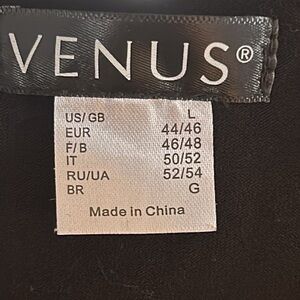 VENUS®
US/GB L
EUR 44/46
F/B 46/48
IT 50/52
RU/UA 52/54
BR G
Made in China